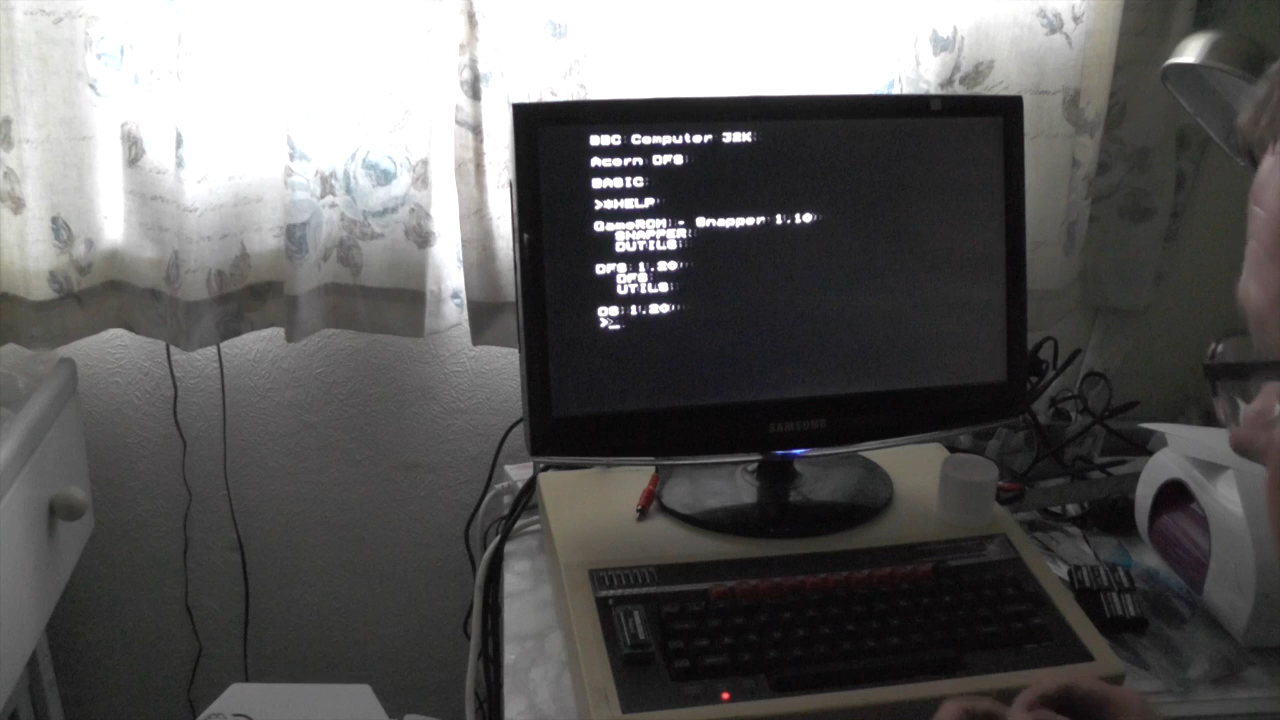 BBC Computer 32K
Acorn DFS
BASIC
>*HELP
GameROM - Snapper 1.10
SNAPPER
DUTILS
DFS 1.20
DFS
UTILS
OS 1.20
>_
SAMSUNG